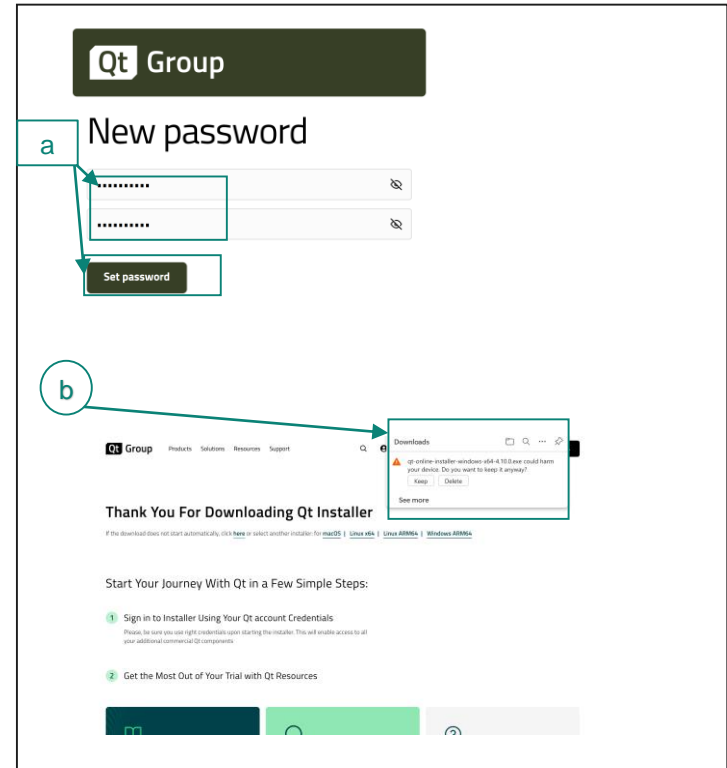 Qt Group
New password
a
••••••••••
••••••••••
Set password
b
Qt Group Products Solutions Resources Support
Downloads
qt-online-installer-windows-x64-4.10.0.exe could harm
your device. Do you want to keep it anyway?
Keep Delete
See more
Thank You For Downloading Qt Installer
If the download does not start automatically, click here or select another installer: for macOS | Linux x64 | Linux ARM64 | Windows ARM64
Start Your Journey With Qt in a Few Simple Steps:
1 Sign in to Installer Using Your Qt account Credentials
Please, be sure you use right credentials upon starting the installer. This will enable access to all
your additional commercial Qt components
2 Get the Most Out of Your Trial with Qt Resources